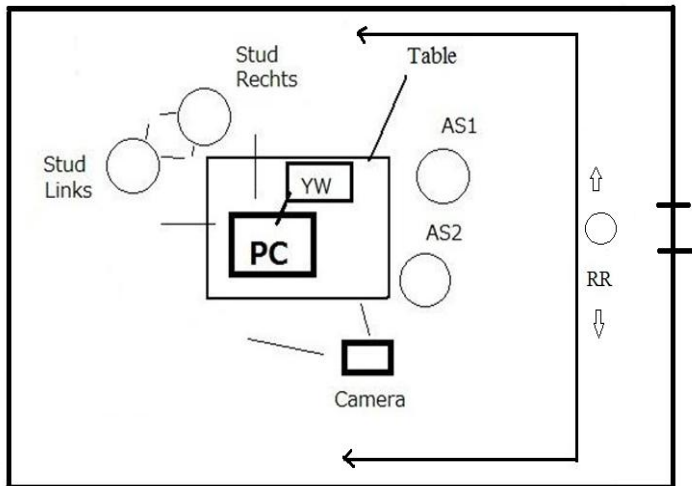 Stud
Rechts
Table
AS1
Stud
Links
YW
PC
AS2
RR
Camera